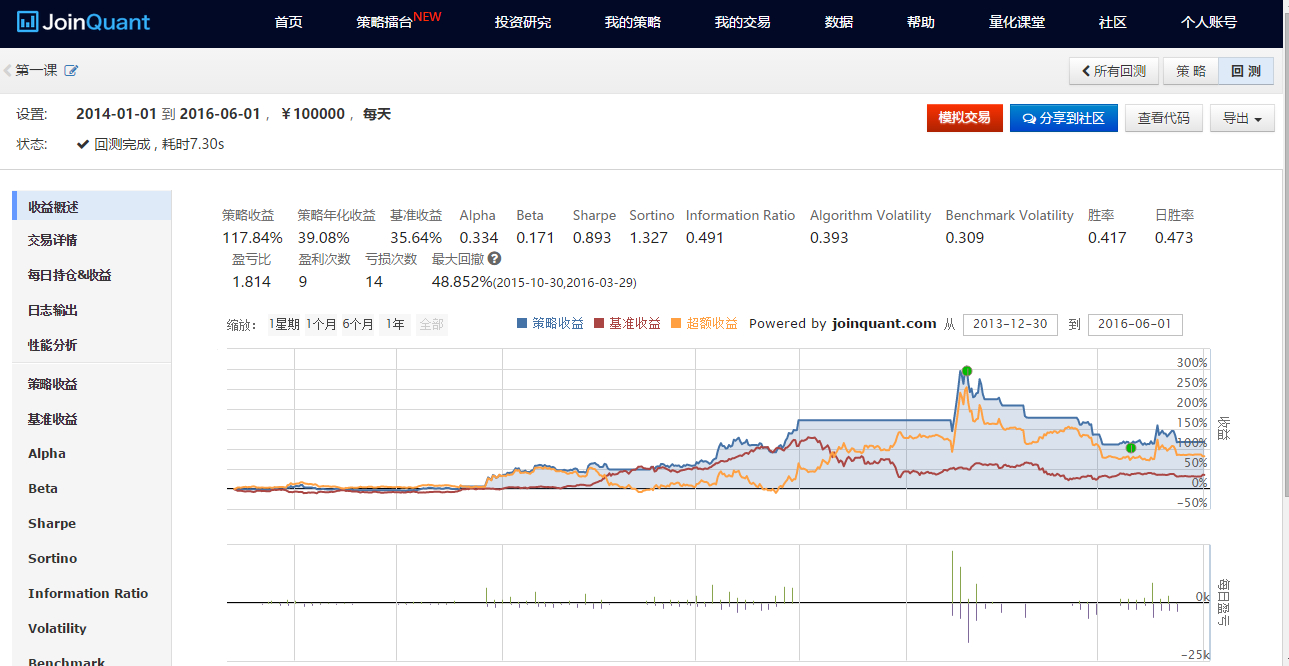 JoinQuant 首页 策略擂台NEW 投资研究 我的策略 我的交易 数据 帮助 量化课堂 社区 个人账号
第一课 所有回测 策略 回测
设置: 2014-01-01 到 2016-06-01 , ￥100000 , 每天
模拟交易 分享到社区 查看代码 导出
状态: 回测完成 , 耗时7.30s
收益概述
交易详情
每日持仓&收益
日志输出
性能分析
策略收益
基准收益
Alpha
Beta
Sharpe
Sortino
Information Ratio
Volatility
Benchmark
策略收益 策略年化收益 基准收益 Alpha Beta Sharpe Sortino Information Ratio Algorithm Volatility Benchmark Volatility 胜率 日胜率
117.84% 39.08% 35.64% 0.334 0.171 0.893 1.327 0.491 0.393 0.309 0.417 0.473
盈亏比 盈利次数 亏损次数 最大回撤
1.814 9 14 48.852%(2015-10-30,2016-03-29)
缩放: 1星期 1个月 6个月 1年 全部 策略收益 基准收益 超额收益 Powered by joinquant.com 从 2013-12-30 到 2016-06-01
300%
250%
200%
150%
100%
50%
0%
-50%
收益
0k
-25k
每日盈亏